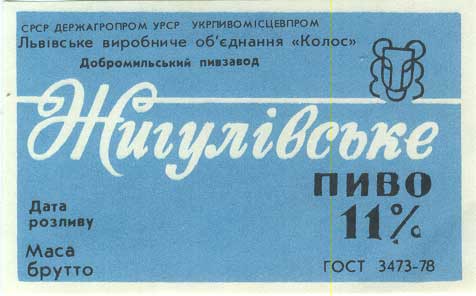 СРСР ДЕРЖАГРОПРОМ УРСР УКРПИВОМІСЦЕВПРОМ
Львівське виробниче об'єднання «Колос»
Добромильський пивзавод
Жигулівське
ПИВО
11%
Дата
розливу
Маса
брутто
ГОСТ 3473-78